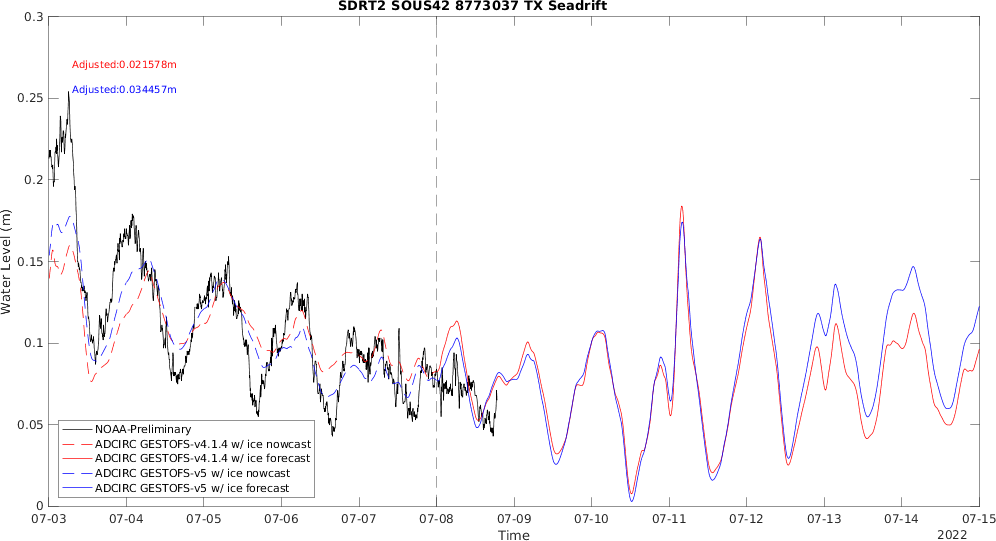 SDRT2 SOUS42 8773037 TX Seadrift
Adjusted:0.021578m
Adjusted:0.034457m
Water Level (m)
0.3
0.25
0.2
0.15
0.1
0.05
0
NOAA-Preliminary
ADCIRC GESTOFS-v4.1.4 w/ ice nowcast
ADCIRC GESTOFS-v4.1.4 w/ ice forecast
ADCIRC GESTOFS-v5 w/ ice nowcast
ADCIRC GESTOFS-v5 w/ ice forecast
07-03 07-04 07-05 07-06 07-07 07-08 07-09 07-10 07-11 07-12 07-13 07-14 07-15
Time
2022